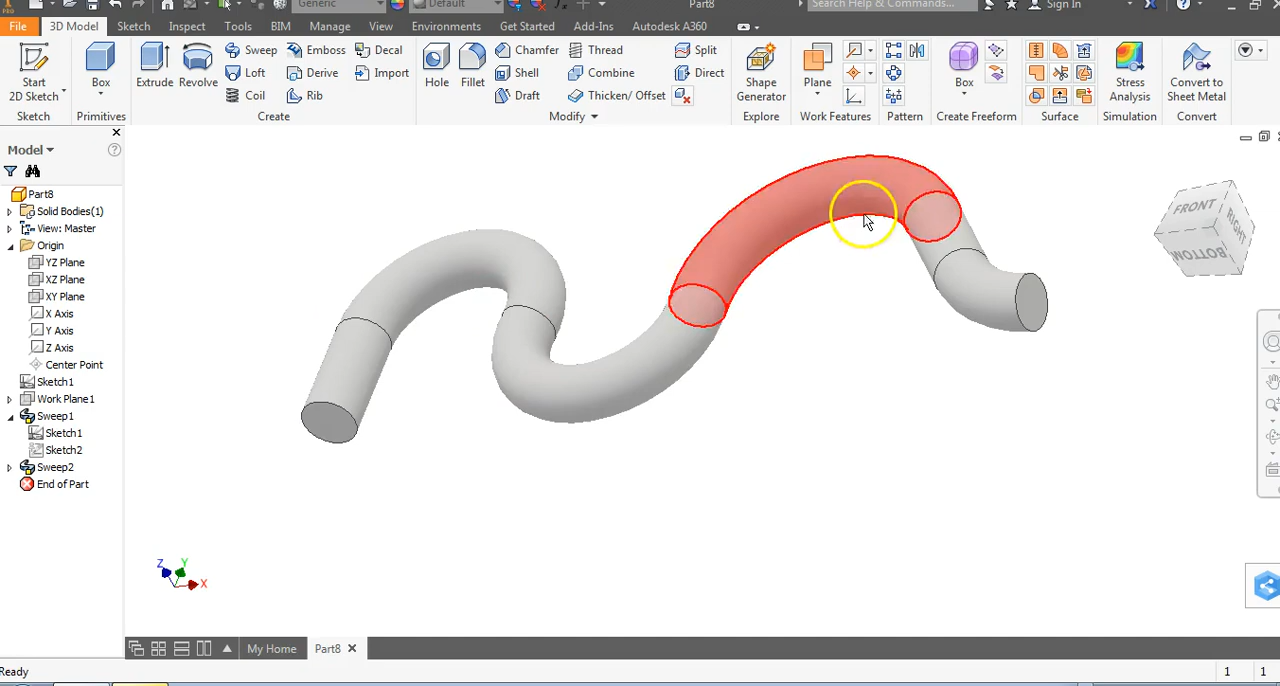 Generic
Default
Part8
Search Help & Commands...
Sign In
PRO
File
3D Model
Sketch
Inspect
Tools
BIM
Manage
View
Environments
Get Started
Add-Ins
Autodesk A360
Start
2D Sketch
Sketch
Box
Primitives
Extrude
Revolve
Sweep
Loft
Coil
Emboss
Derive
Rib
Decal
Import
Create
Hole
Fillet
Chamfer
Shell
Draft
Thread
Combine
Thicken/ Offset
Split
Direct
Modify
Shape
Generator
Explore
Plane
Work Features
Pattern
Box
Create Freeform
Surface
Stress
Analysis
Simulation
Convert to
Sheet Metal
Convert
Model
Part8
Solid Bodies(1)
View: Master
Origin
YZ Plane
XZ Plane
XY Plane
X Axis
Y Axis
Z Axis
Center Point
Sketch1
Work Plane1
Sweep1
Sketch1
Sketch2
Sweep2
End of Part
FRONT
RIGHT
BOTTOM
Z
Y
X
My Home
Part8
Ready
1
1